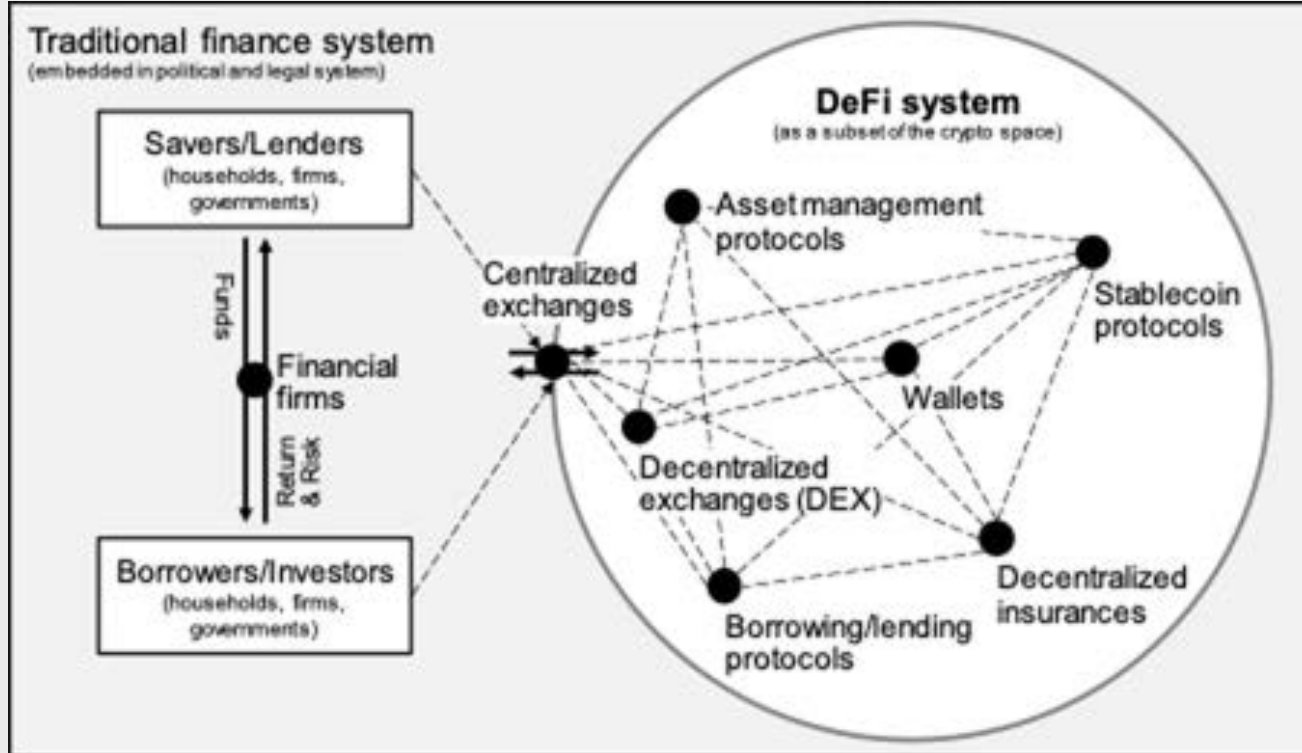 Traditional finance system
(embedded in political and legal system)
Savers/Lenders
(households, firms,
governments)
Funds
Financial
firms
Return
& Risk
Borrowers/Investors
(households, firms,
governments)
Centralized
exchanges
DeFi system
(as a subset of the crypto space)
Asset management
protocols
Stablecoin
protocols
Wallets
Decentralized
exchanges (DEX)
Decentralized
insurances
Borrowing/lending
protocols